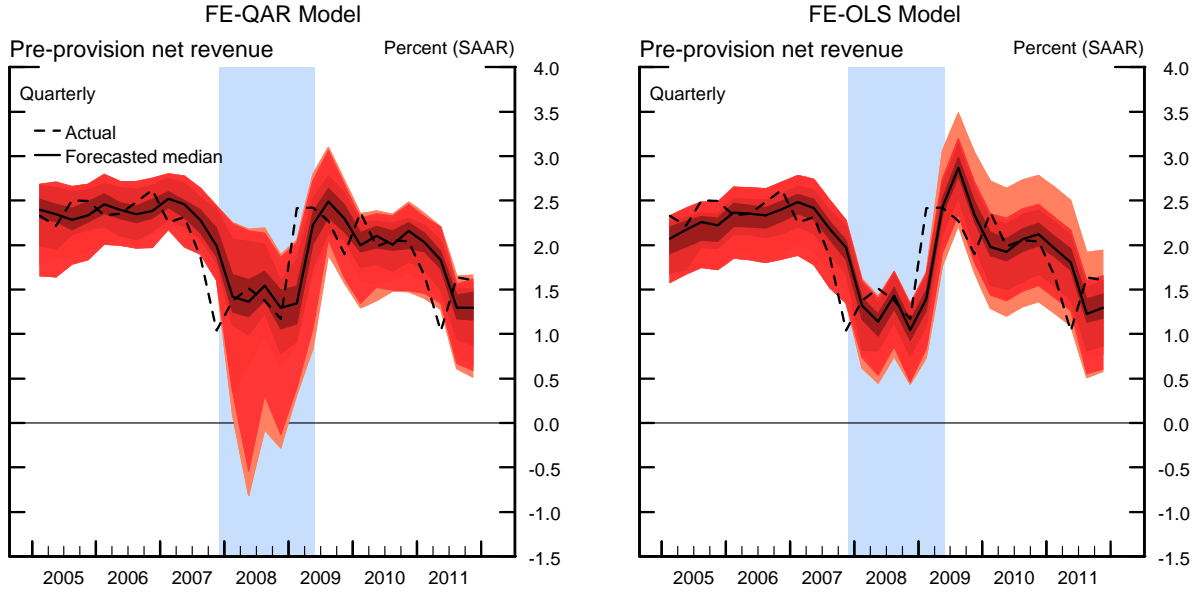 FE-QAR Model
Pre-provision net revenue
Percent (SAAR)
Quarterly
Actual
Forecasted median
4.0
3.5
3.0
2.5
2.0
1.5
1.0
0.5
0.0
-0.5
-1.0
-1.5
2005 2006 2007 2008 2009 2010 2011
FE-OLS Model
Pre-provision net revenue
Percent (SAAR)
Quarterly
4.0
3.5
3.0
2.5
2.0
1.5
1.0
0.5
0.0
-0.5
-1.0
-1.5
2005 2006 2007 2008 2009 2010 2011